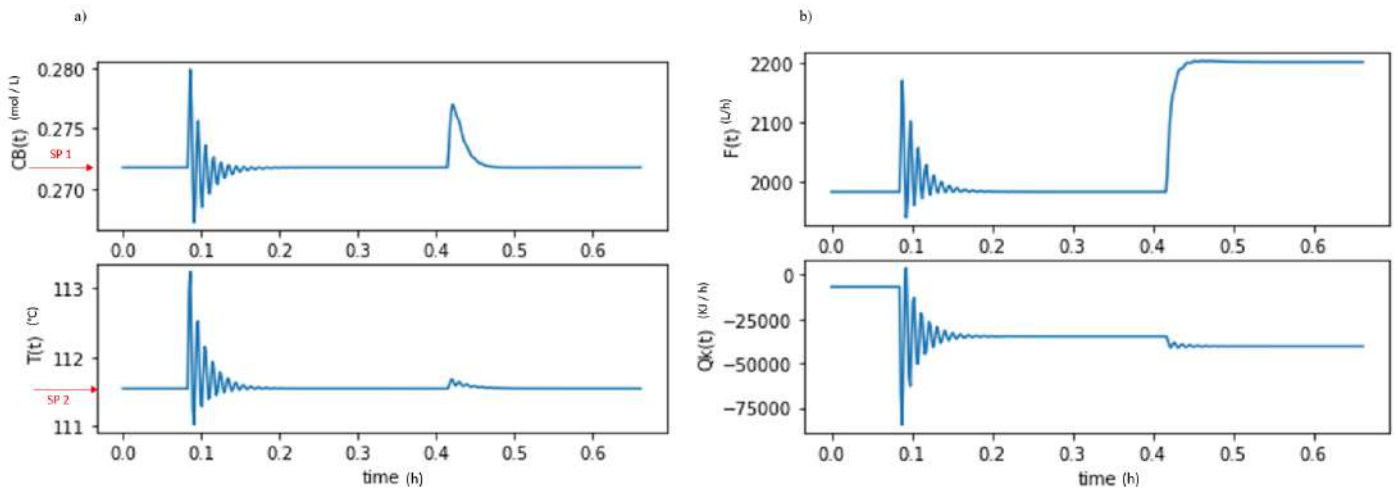 a)
CB(t) (mol / L)
0.280
0.275
0.270
SP 1
0.0 0.1 0.2 0.3 0.4 0.5 0.6
T(t) (°C)
113
112
111
SP 2
0.0 0.1 0.2 0.3 0.4 0.5 0.6
time (h)
b)
F(t) (L/h)
2200
2100
2000
0.0 0.1 0.2 0.3 0.4 0.5 0.6
Qk(t) (KJ / h)
0
−25000
−50000
−75000
0.0 0.1 0.2 0.3 0.4 0.5 0.6
time (h)